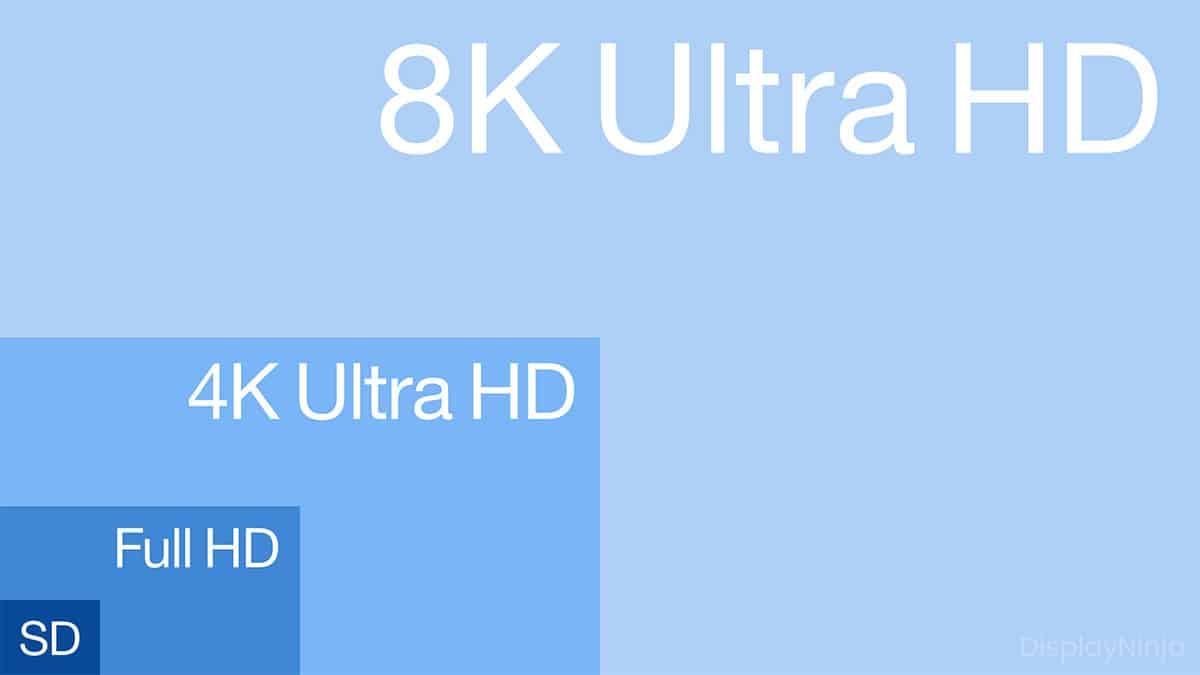 8K Ultra HD
4K Ultra HD
Full HD
SD
DisplayNinja